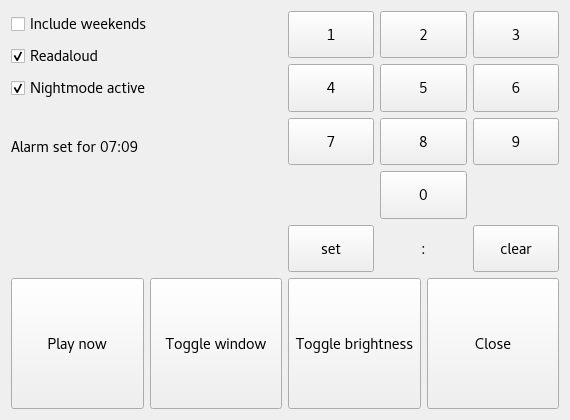 Include weekends
Readaloud
Nightmode active
Alarm set for 07:09
1 2 3
4 5 6
7 8 9
0
set : clear
Play now Toggle window Toggle brightness Close